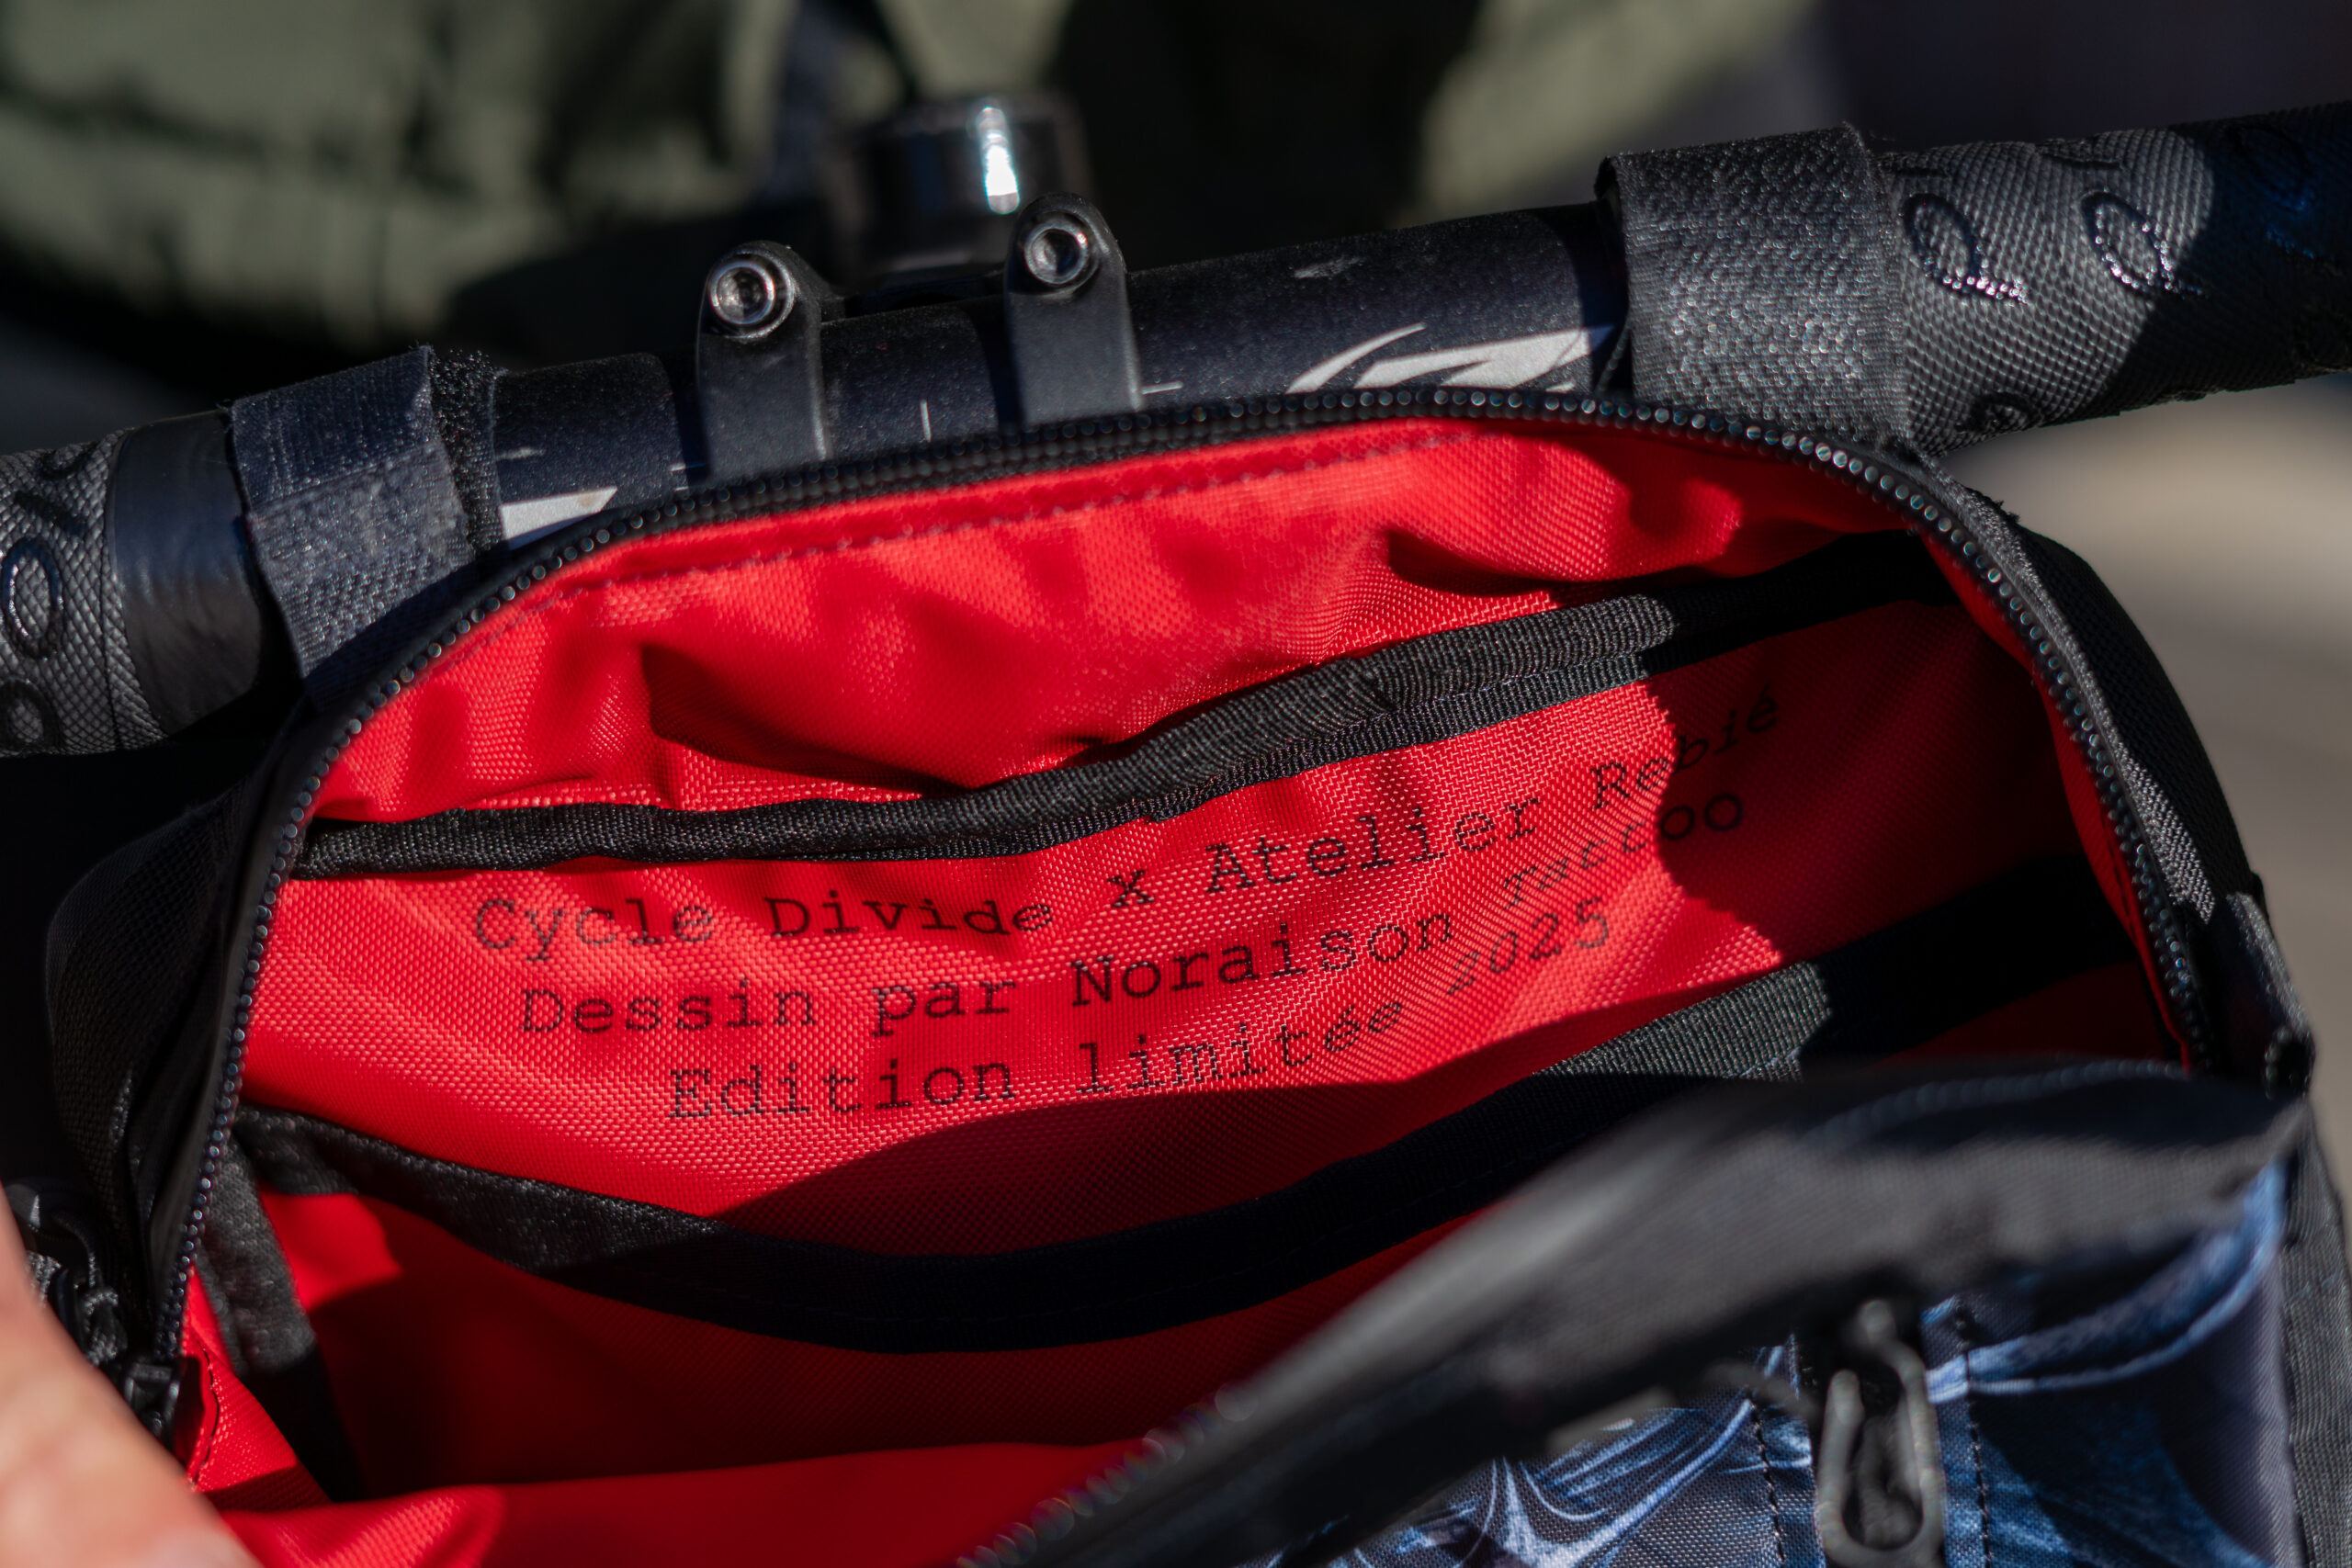 Cycle Divide x Atelier Rebié
Dessin par Noraison Tattoo
Edition limitée 2025